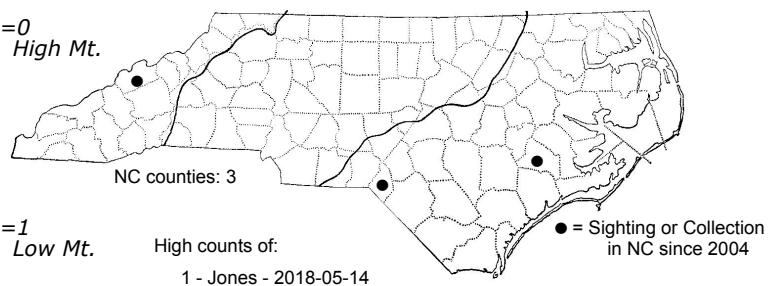 =0
High Mt.
NC counties: 3
=1
Low Mt.
High counts of:
1 - Jones - 2018-05-14
● = Sighting or Collection
in NC since 2004